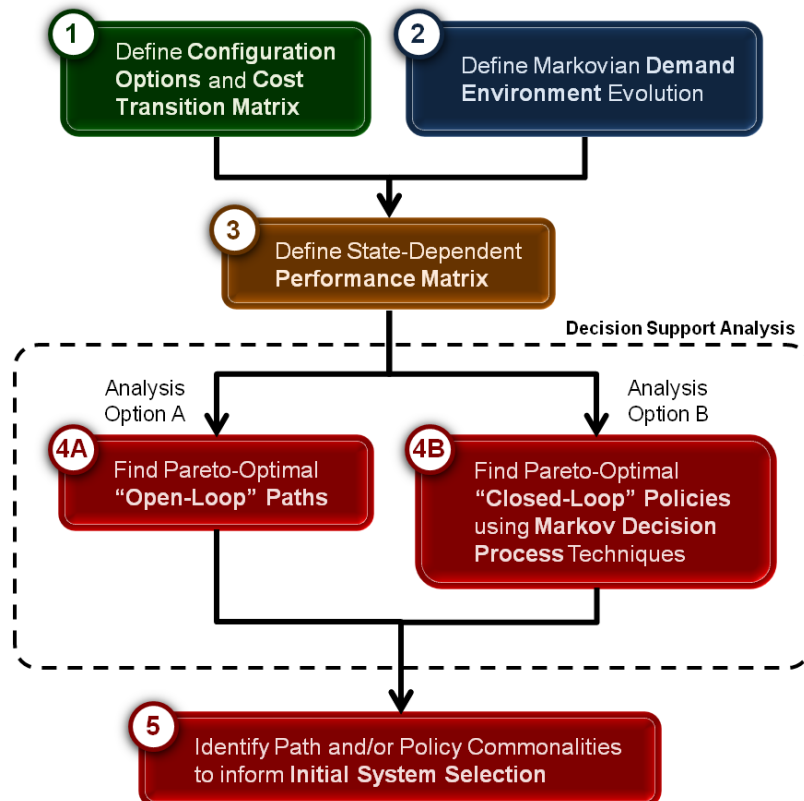 1
Define Configuration
Options and Cost
Transition Matrix
2
Define Markovian Demand
Environment Evolution
3
Define State-Dependent
Performance Matrix
Decision Support Analysis
Analysis
Option A
Analysis
Option B
4A
Find Pareto-Optimal
“Open-Loop” Paths
4B
Find Pareto-Optimal
“Closed-Loop” Policies
using Markov Decision
Process Techniques
5
Identify Path and/or Policy Commonalities
to inform Initial System Selection